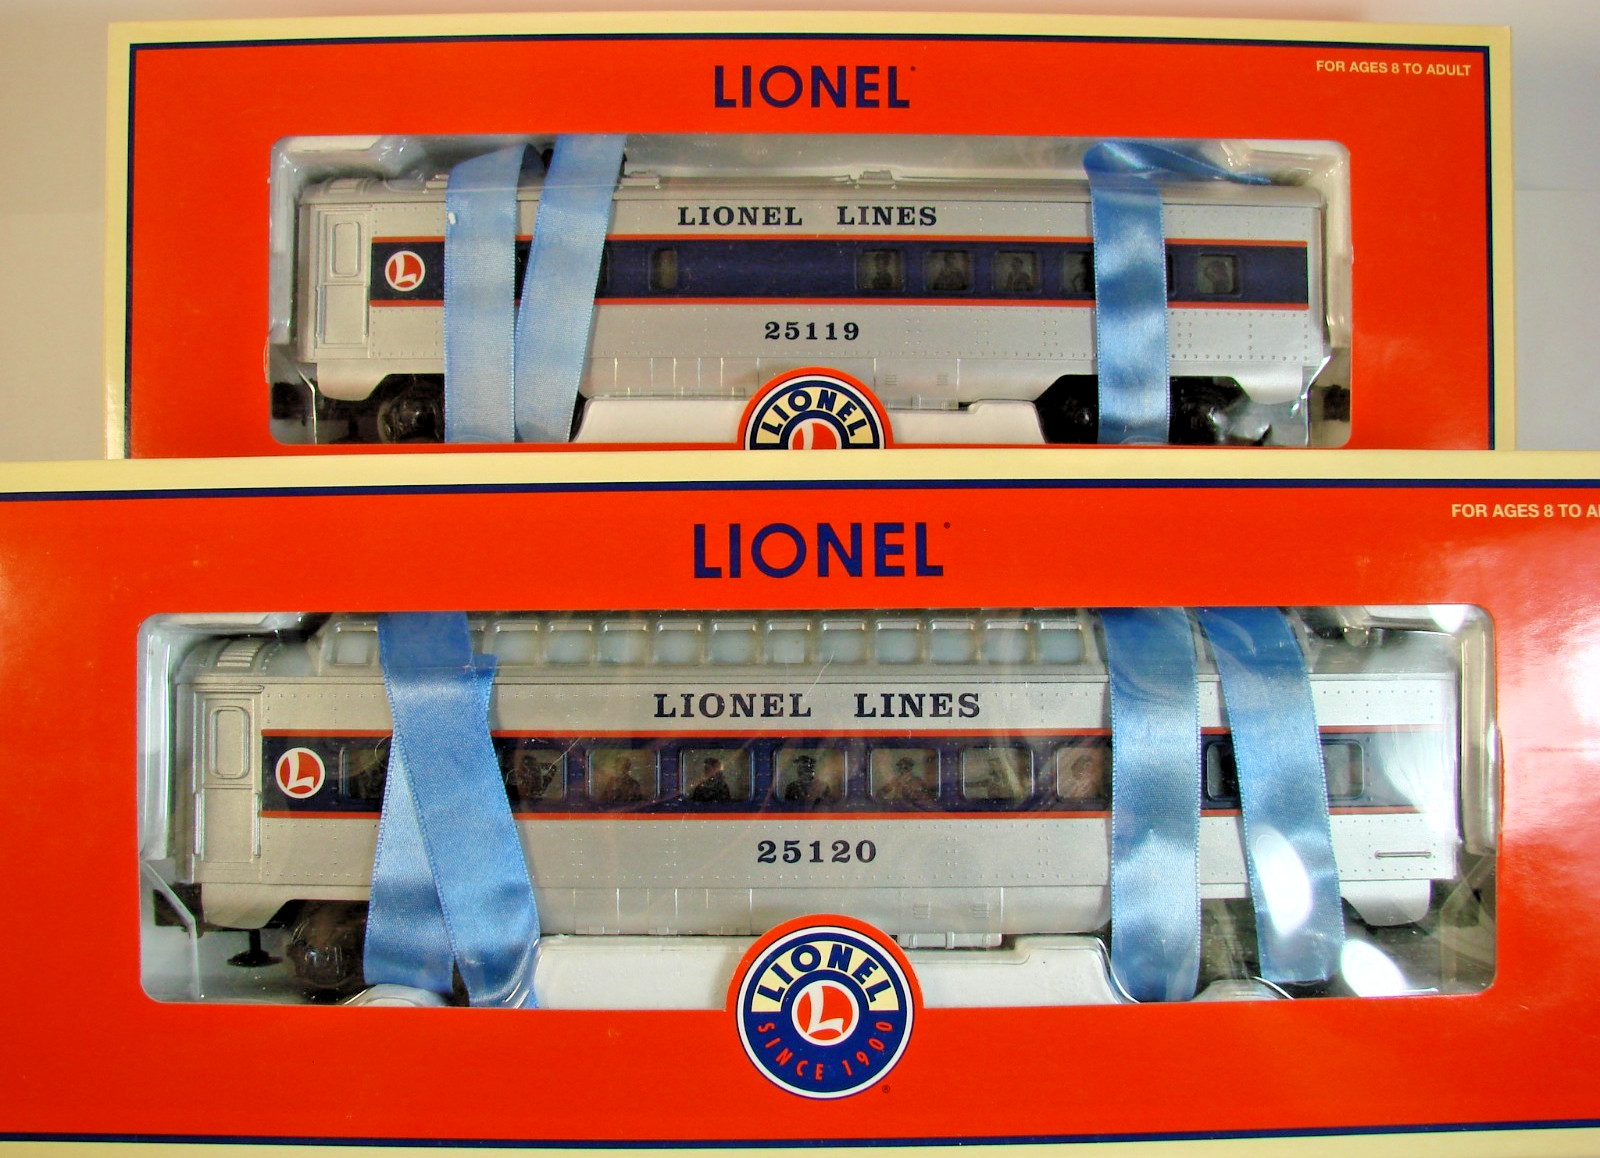 LIONEL
FOR AGES 8 TO ADULT
LIONEL LINES
L
25119
LIONEL
L
LIONEL
FOR AGES 8 TO A
LIONEL LINES
L
25120
LIONEL
L
SINCE 1900
®